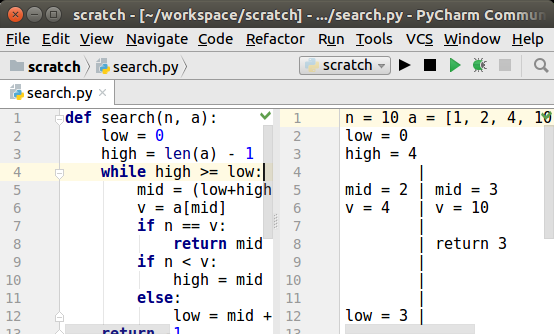 scratch - [~/workspace/scratch] - .../search.py - PyCharm Commun
File Edit View Navigate Code Refactor Run Tools VCS Window Help
scratch search.py scratch
search.py
1 def search(n, a):
2 low = 0
3 high = len(a) - 1
4 while high >= low:
5 mid = (low+high
6 v = a[mid]
7 if n == v:
8 return mid
9 if n < v:
10 high = mid
11 else:
12 low = mid +
13 return 1
1 n = 10 a = [1, 2, 4, 10
2 low = 0
3 high = 4
4 |
5 mid = 2 | mid = 3
6 v = 4 | v = 10
7 |
8 | return 3
9 |
10 |
11 |
12 low = 3 |
13